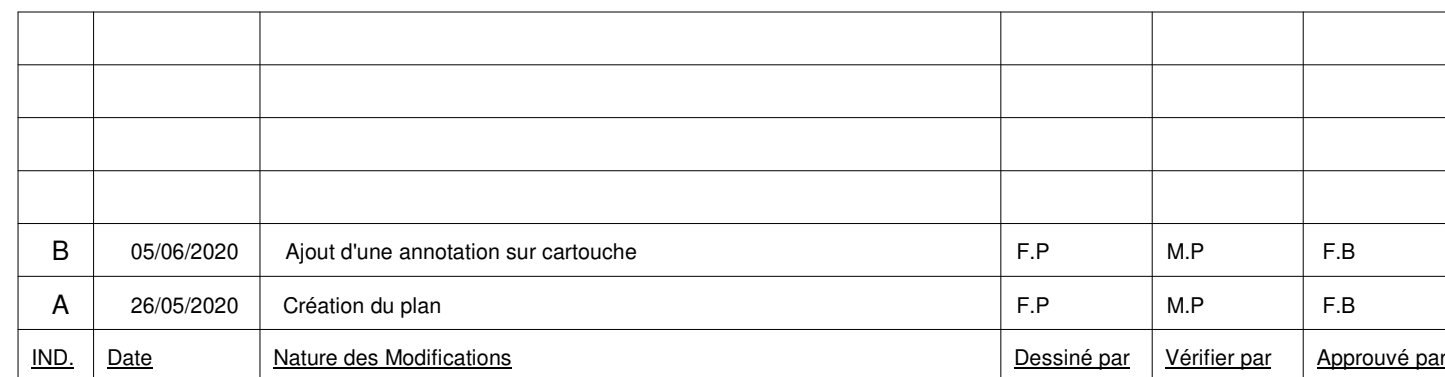 B 05/06/2020 Ajout d'une annotation sur cartouche F.P M.P F.B
A 26/05/2020 Création du plan F.P M.P F.B
IND. Date Nature des Modifications Dessiné par Vérifier par Approuvé par